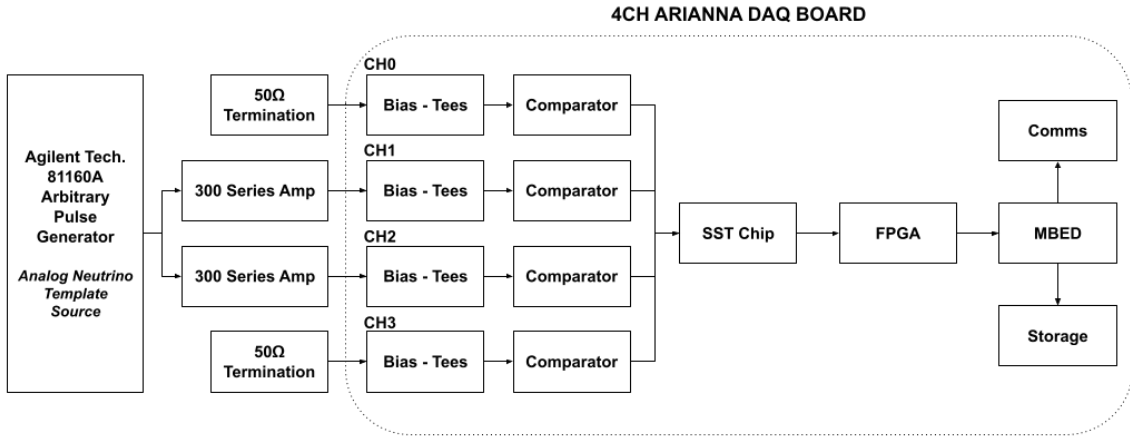 4CH ARIANNA DAQ BOARD
Agilent Tech.
81160A
Arbitrary
Pulse
Generator
Analog Neutrino
Template
Source
50Ω
Termination
300 Series Amp
300 Series Amp
50Ω
Termination
CH0
Bias - Tees
Comparator
CH1
Bias - Tees
Comparator
CH2
Bias - Tees
Comparator
CH3
Bias - Tees
Comparator
SST Chip
FPGA
MBED
Comms
Storage